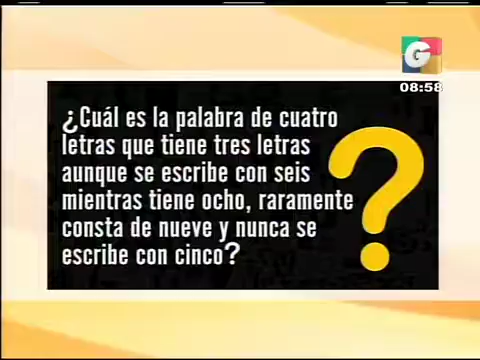 G
08:58
¿Cuál es la palabra de cuatro
letras que tiene tres letras
aunque se escribe con seis
mientras tiene ocho, raramente
consta de nueve y nunca se
escribe con cinco?
?